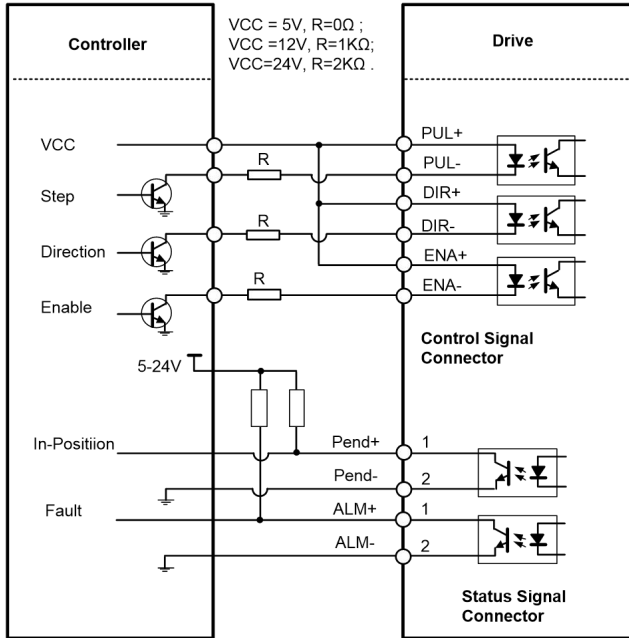 Controller
VCC = 5V, R=0Ω ;
VCC =12V, R=1KΩ;
VCC=24V, R=2KΩ .
Drive
VCC
PUL+
R
PUL-
Step
DIR+
R
DIR-
Direction
ENA+
R
ENA-
Enable
Control Signal
Connector
5-24V
In-Positiion
Pend+
1
Pend-
2
Fault
ALM+
1
ALM-
2
Status Signal
Connector